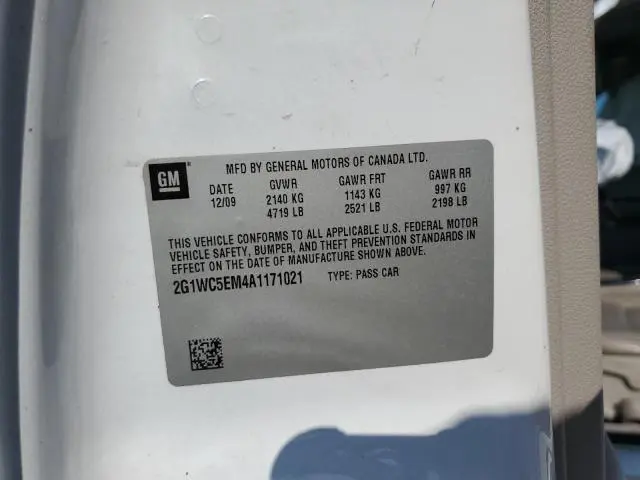 GM
MFD BY GENERAL MOTORS OF CANADA LTD.
DATE GVWR GAWR FRT GAWR RR
12/09 2140 KG 1143 KG 997 KG
4719 LB 2521 LB 2198 LB
THIS VEHICLE CONFORMS TO ALL APPLICABLE U.S. FEDERAL MOTOR
VEHICLE SAFETY, BUMPER, AND THEFT PREVENTION STANDARDS IN
EFFECT ON THE DATE OF MANUFACTURE SHOWN ABOVE.
2G1WC5EM4A1171021 TYPE: PASS CAR